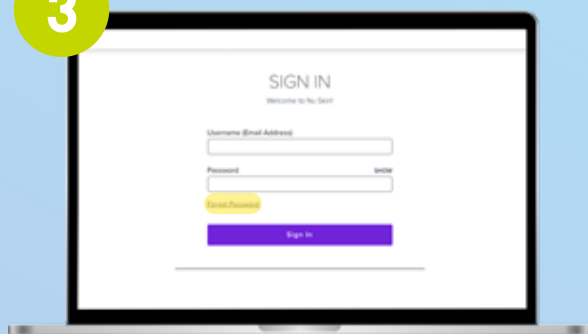 3
SIGN IN
Welcome to Nu Skin!
Username (Email Address)
Password SHOW
Forgot Password
Sign In